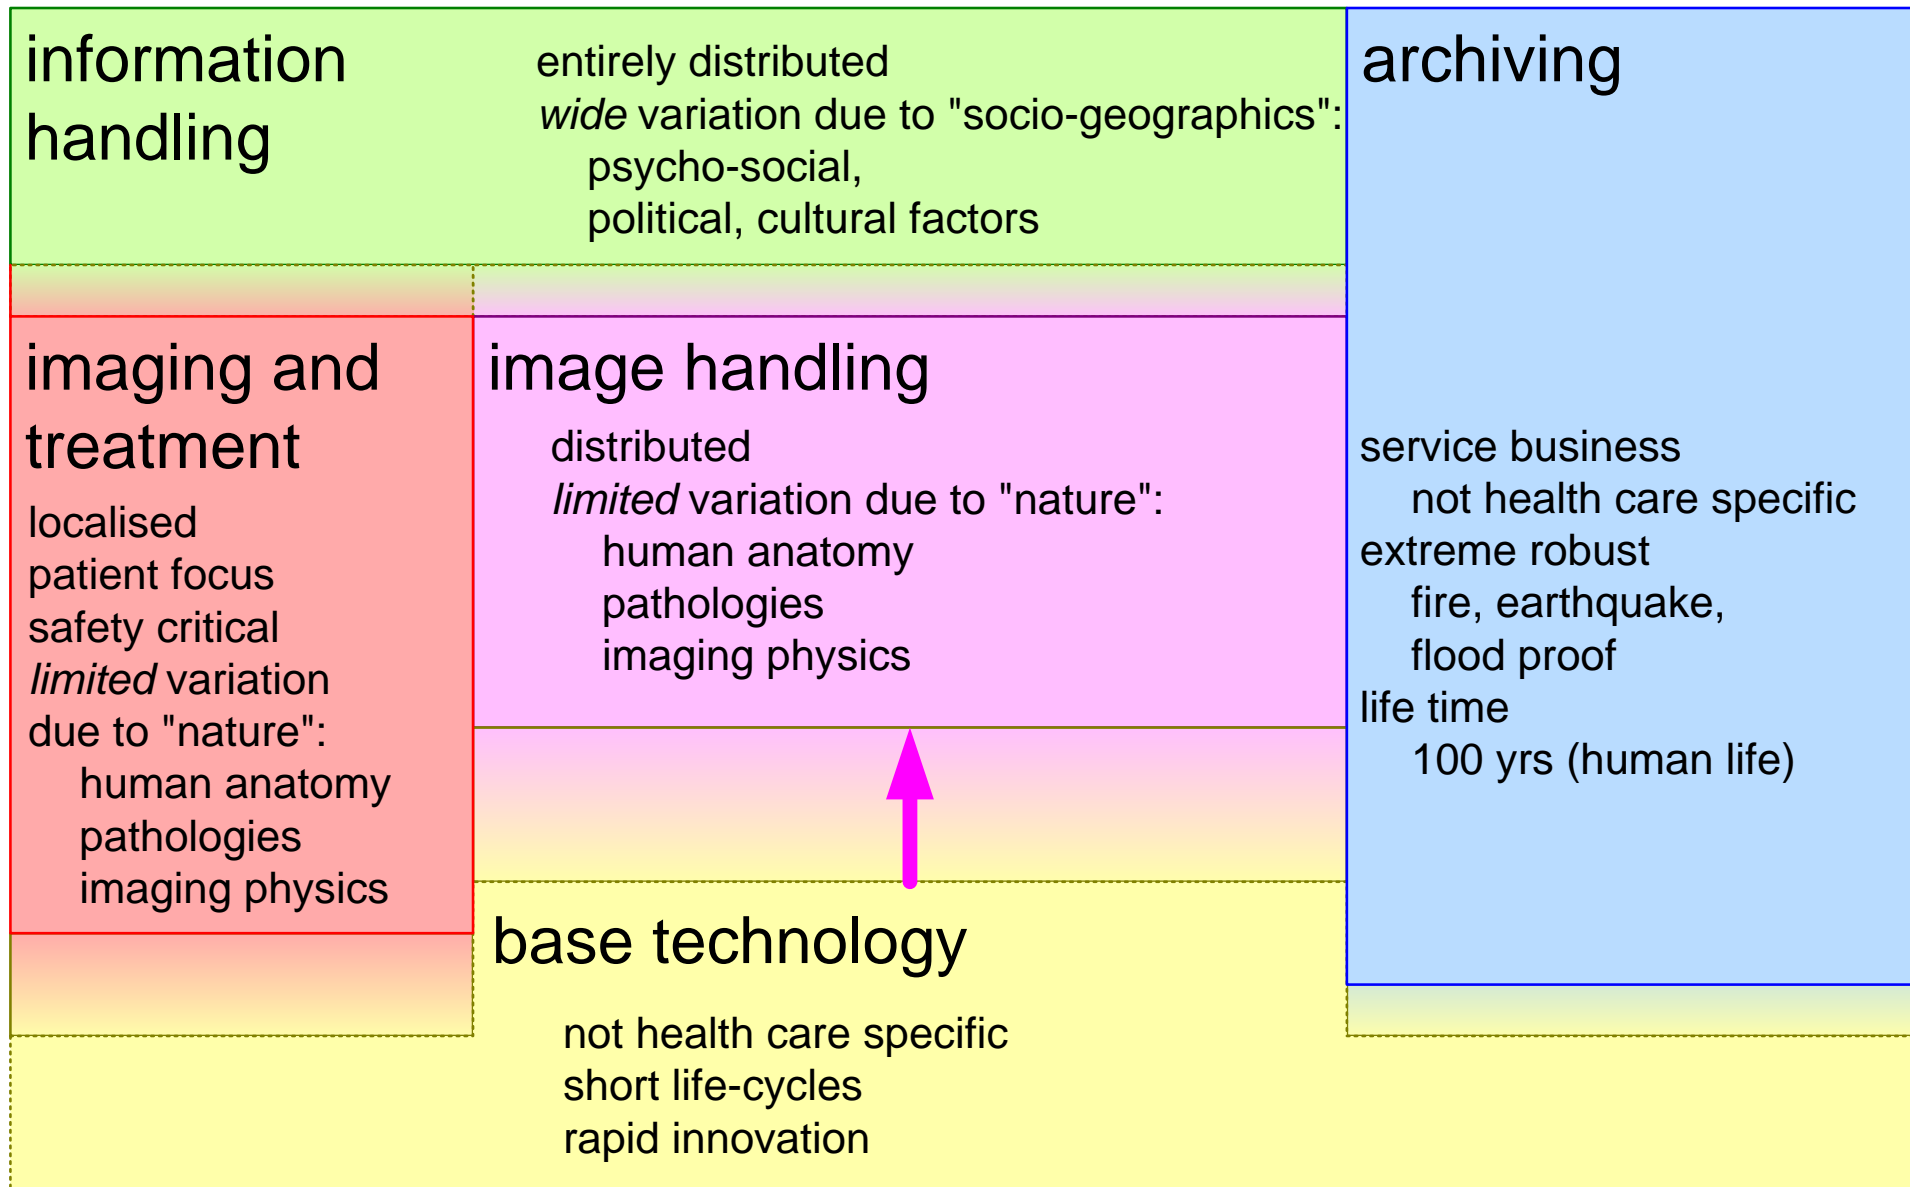 information
handling
entirely distributed
wide variation due to "socio-geographics":
psycho-social,
political, cultural factors
archiving
service business
not health care specific
extreme robust
fire, earthquake,
flood proof
life time
100 yrs (human life)
imaging and
treatment
localised
patient focus
safety critical
limited variation
due to "nature":
human anatomy
pathologies
imaging physics
image handling
distributed
limited variation due to "nature":
human anatomy
pathologies
imaging physics
base technology
not health care specific
short life-cycles
rapid innovation